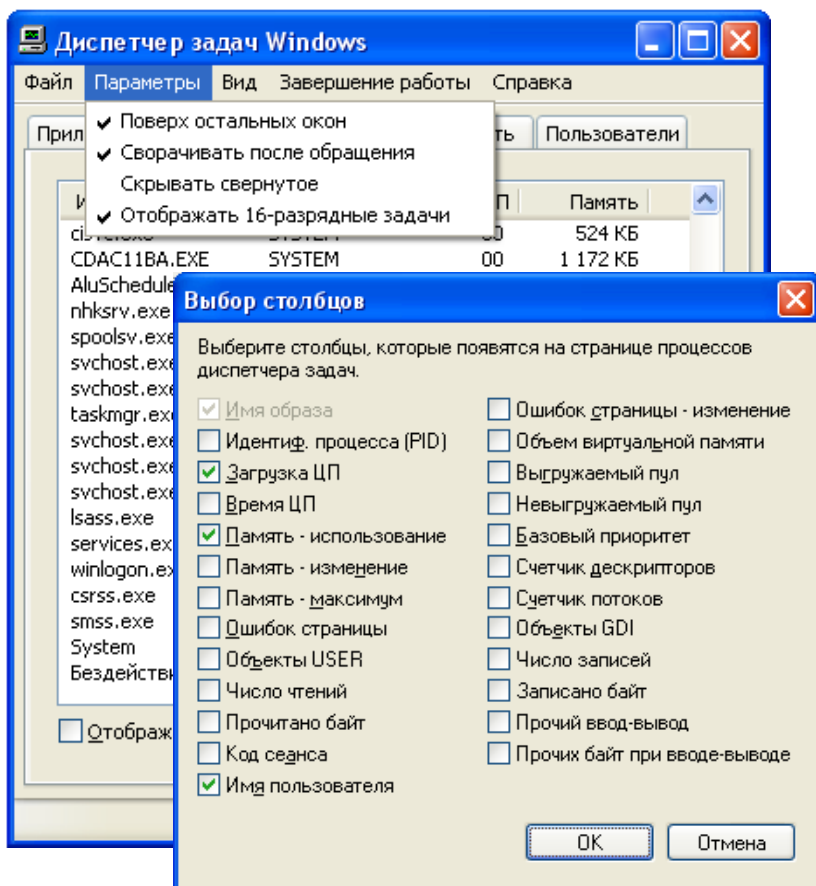 Диспетчер задач Windows
Файл Параметры Вид Завершение работы Справка
Поверх остальных окон
Сворачивать после обращения
Скрывать свернутое
Отображать 16-разрядные задачи
Пользователи
Память
524 КБ
CDAC11BA.EXE SYSTEM 00 1 172 КБ
nhksrv.exe
spoolsv.exe
svchost.exe
svchost.exe
taskmgr.exe
svchost.exe
svchost.exe
svchost.exe
lsass.exe
services.ex
winlogon.ex
csrss.exe
smss.exe
System
Бездейств
Отображ
Выбор столбцов
Выберите столбцы, которые появятся на странице процессов
диспетчера задач.
Имя образа
Идентиф. процесса (PID)
Загрузка ЦП
Время ЦП
Память - использование
Память - изменение
Память - максимум
Ошибок страницы
Объекты USER
Число чтений
Прочитано байт
Код сеанса
Имя пользователя
Ошибок страницы - изменение
Объем виртуальной памяти
Выгружаемый пул
Невыгружаемый пул
Базовый приоритет
Счетчик дескрипторов
Счетчик потоков
Объекты GDI
Число записей
Записано байт
Прочий ввод-вывод
Прочих байт при вводе-выводе
OK Отмена